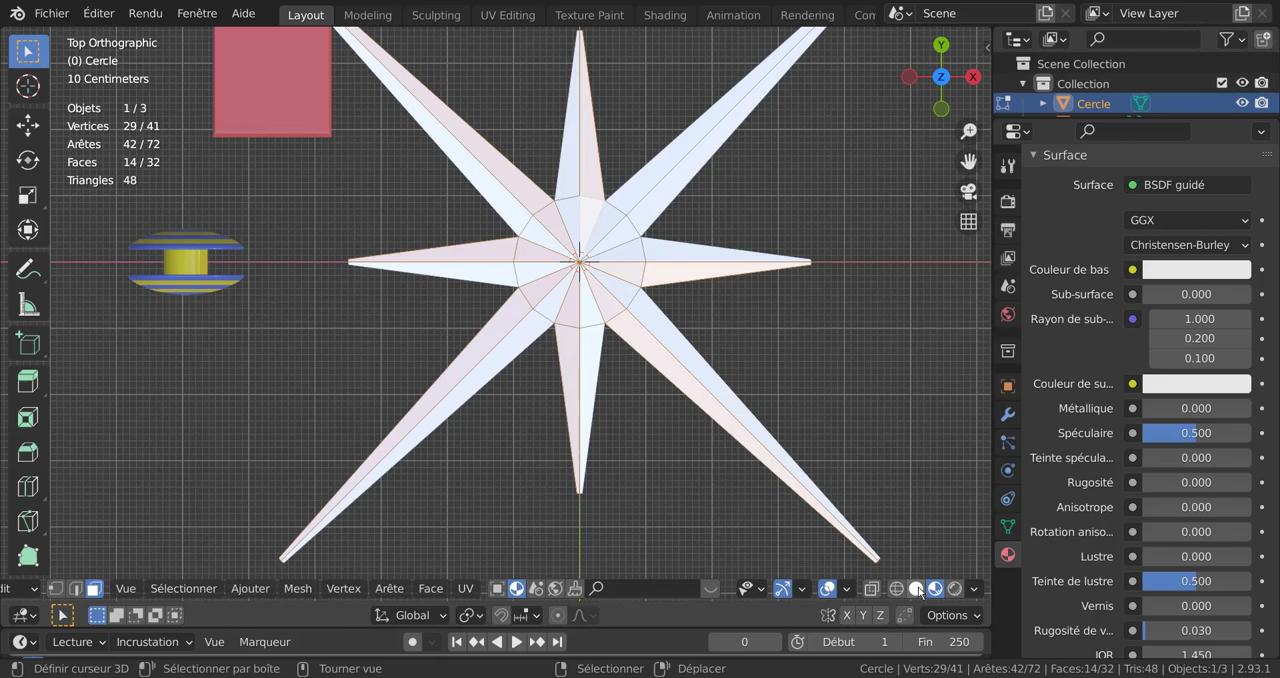 Fichier Éditer Rendu Fenêtre Aide Layout Modeling Sculpting UV Editing Texture Paint Shading Animation Rendering Scene View Layer
Top Orthographic
(0) Cercle
10 Centimeters
Objets 1 / 3
Vertices 29 / 41
Arêtes 42 / 72
Faces 14 / 32
Triangles 48
Y
Z
X
Scene Collection
Collection
Cercle
Surface
Surface BSDF guidé
GGX
Christensen-Burley
Couleur de bas
Sub-surface 0.000
Rayon de sub-... 1.000
0.200
0.100
Couleur de su...
Métallique 0.000
Spéculaire 0.500
Teinte spécula... 0.000
Rugosité 0.000
Anisotrope 0.000
Rotation aniso... 0.000
Lustre 0.000
Teinte de lustre 0.500
Vernis 0.000
Rugosité de v... 0.030
IOR 1.450
Vue Sélectionner Ajouter Mesh Vertex Arête Face UV
Global X Y Z Options
Lecture Incrustation Vue Marqueur 0 Début 1 Fin 250
Définir curseur 3D Sélectionner par boîte Tourner vue Sélectionner Déplacer Cercle | Verts:29/41 | Arêtes:42/72 | Faces:14/32 | Tris:48 | Objects:1/3 | 2.93.1